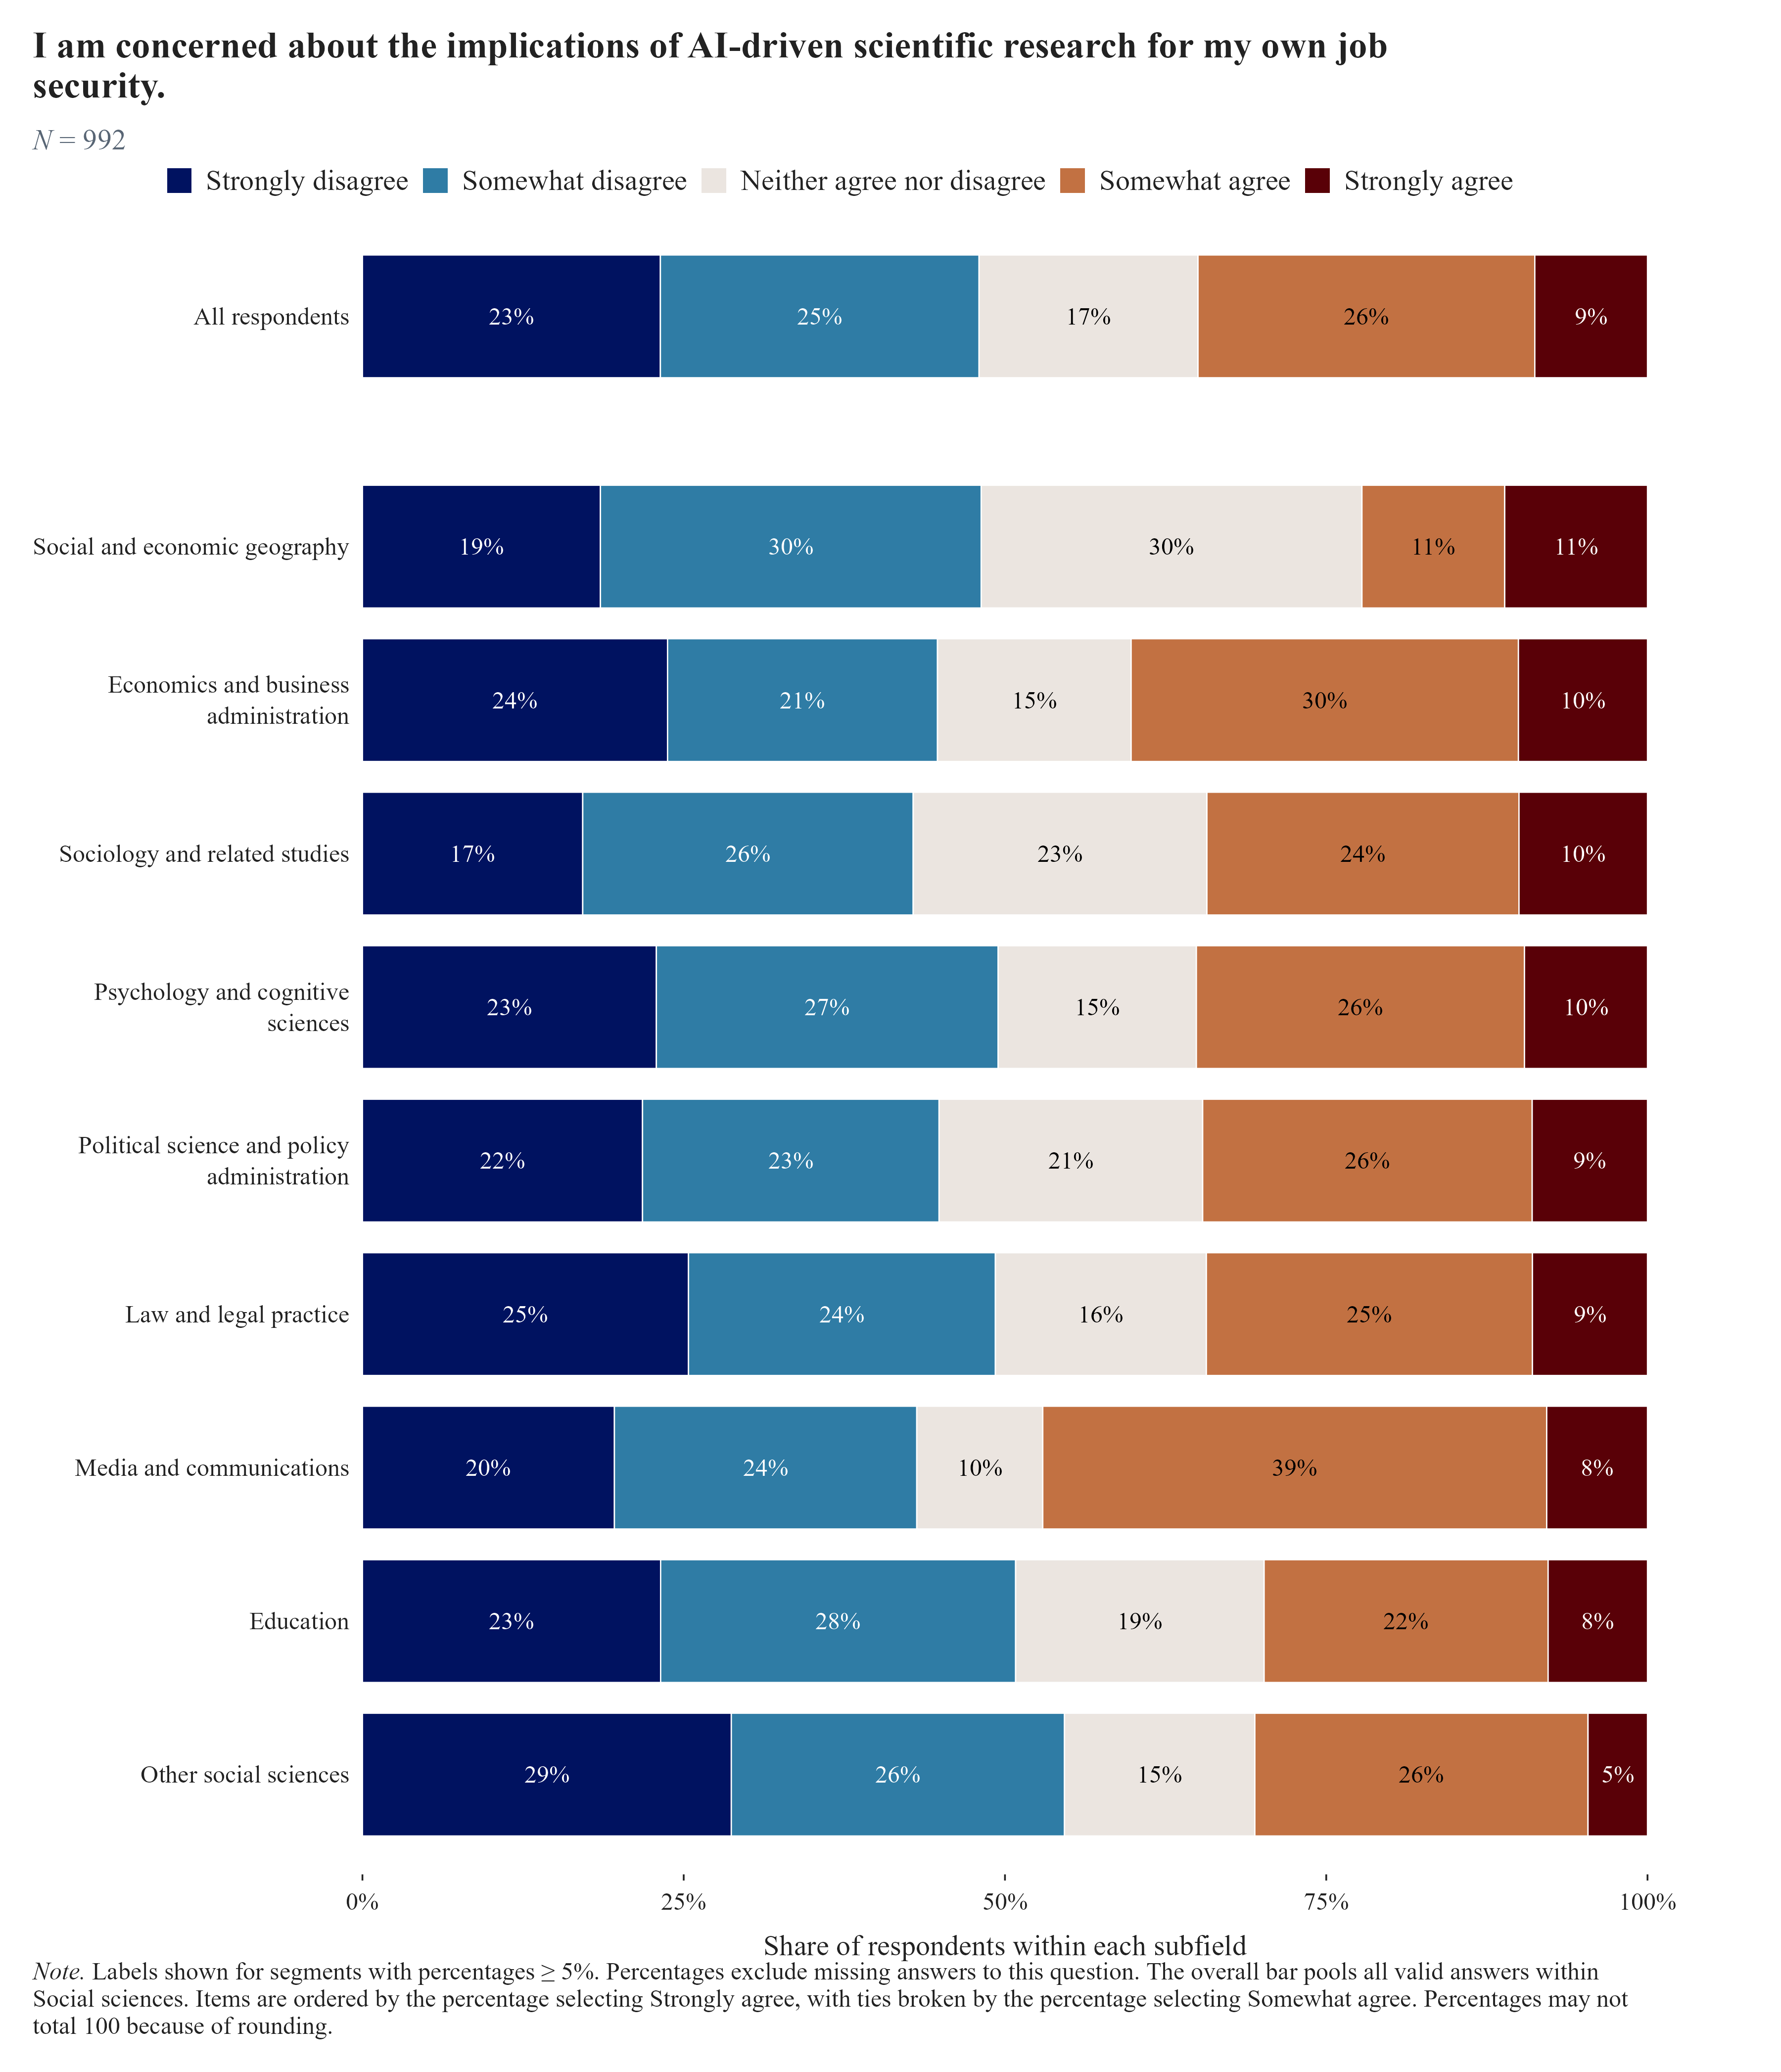 I am concerned about the implications of AI-driven scientific research for my own job
security.
N = 992
Strongly disagree Somewhat disagree Neither agree nor disagree Somewhat agree Strongly agree
All respondents 23% 25% 17% 26% 9%
Social and economic geography 19% 30% 30% 11% 11%
Economics and business
administration
24% 21% 15% 30% 10%
Sociology and related studies 17% 26% 23% 24% 10%
Psychology and cognitive
sciences
23% 27% 15% 26% 10%
Political science and policy
administration
22% 23% 21% 26% 9%
Law and legal practice 25% 24% 16% 25% 9%
Media and communications 20% 24% 10% 39% 8%
Education 23% 28% 19% 22% 8%
Other social sciences 29% 26% 15% 26% 5%
0% 25% 50% 75% 100%
Share of respondents within each subfield
Note. Labels shown for segments with percentages ≥ 5%. Percentages exclude missing answers to this question. The overall bar pools all valid answers within
Social sciences. Items are ordered by the percentage selecting Strongly agree, with ties broken by the percentage selecting Somewhat agree. Percentages may not
total 100 because of rounding.